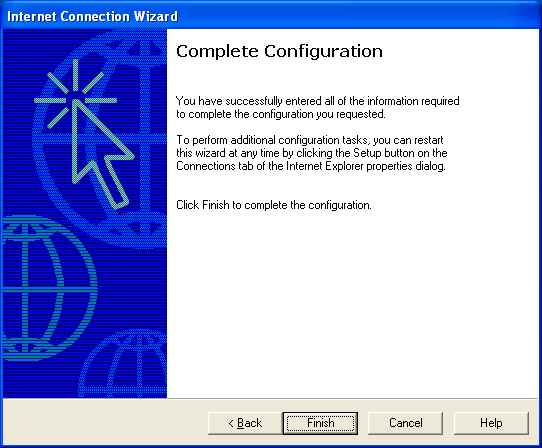 Internet Connection Wizard
Complete Configuration
You have successfully entered all of the information required
to complete the configuration you requested.
To perform additional configuration tasks, you can restart
this wizard at any time by clicking the Setup button on the
Connections tab of the Internet Explorer properties dialog.
Click Finish to complete the configuration.
< Back
Finish
Cancel
Help